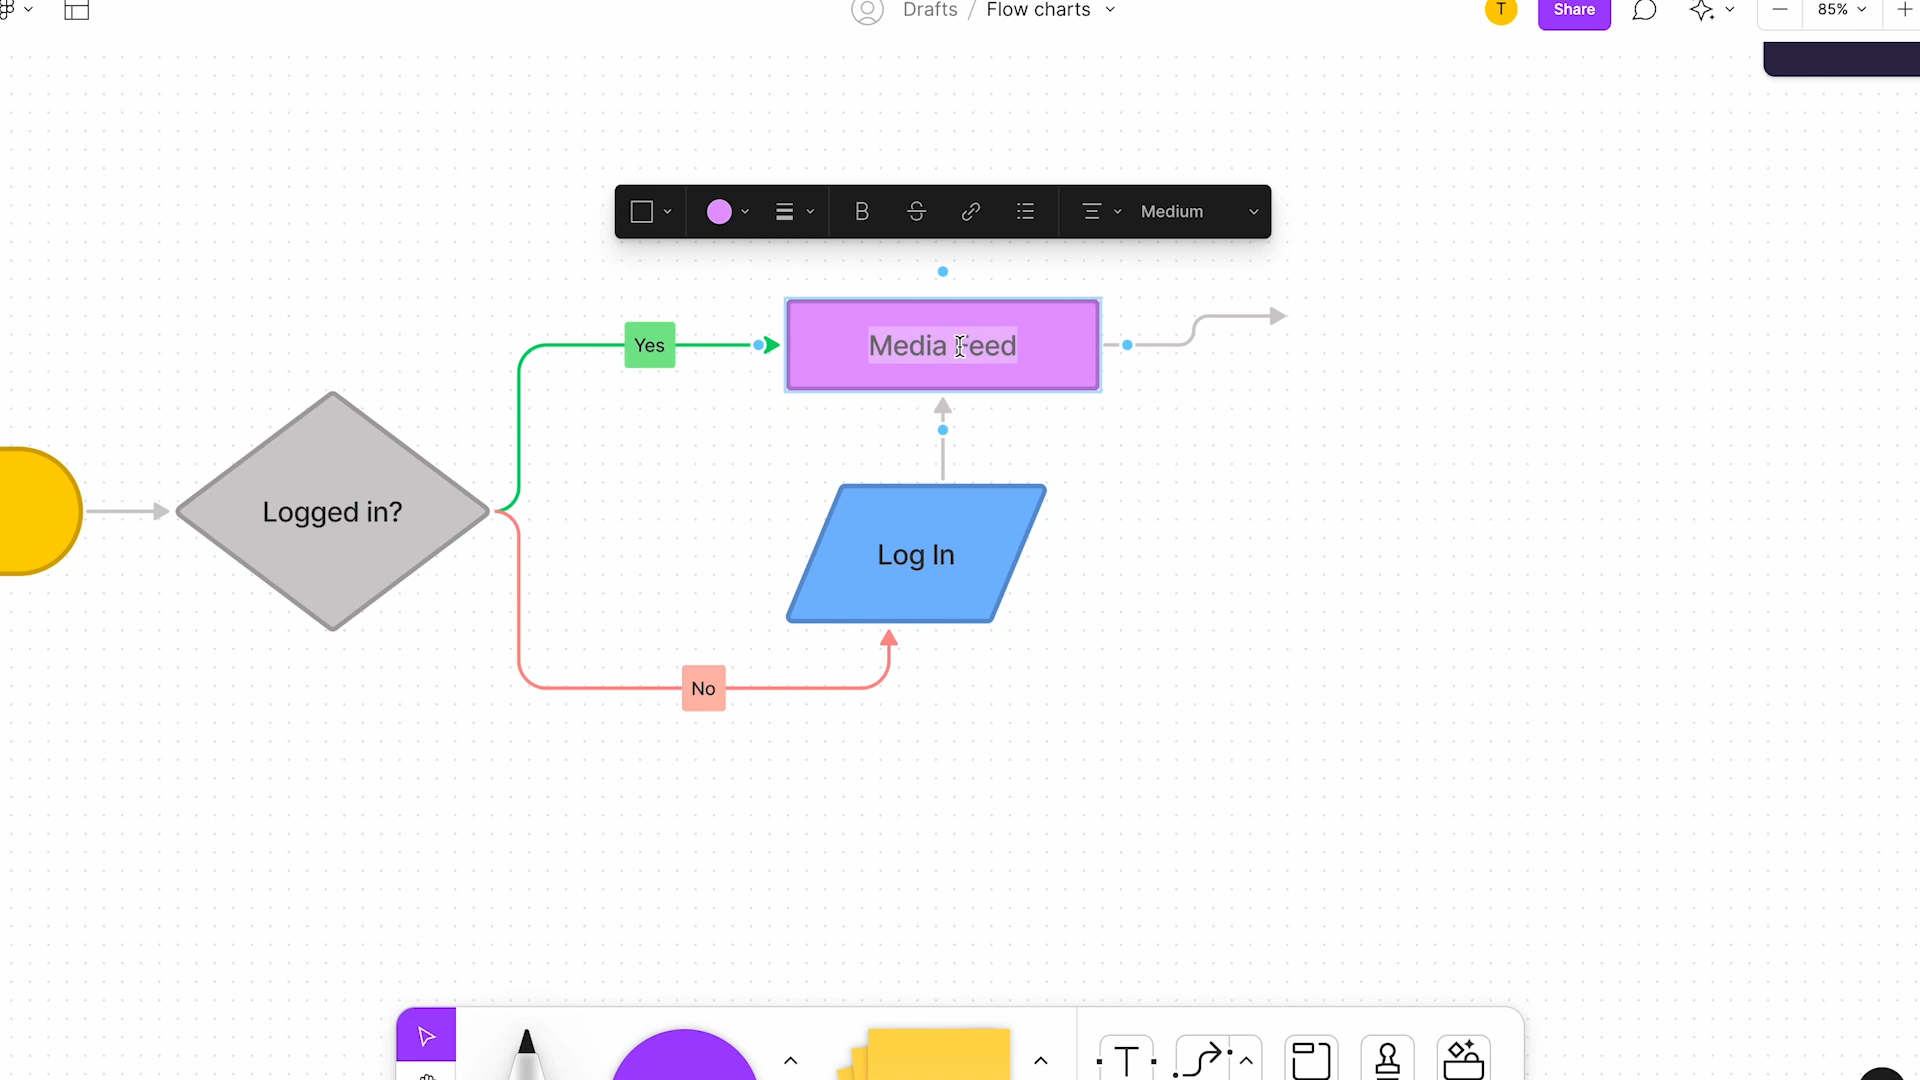 Drafts / Flow charts
T
Share
85%
B
S
Medium
Yes
Media Feed
Logged in?
Log In
No
T